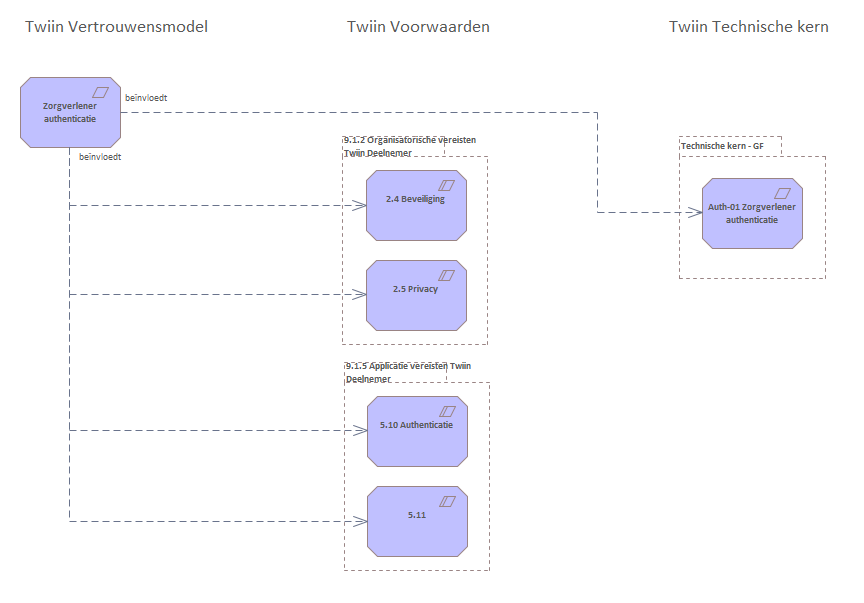 Twiin Vertrouwensmodel
Twiin Voorwaarden
Twiin Technische kern
Zorgverlener
authenticatie
beïnvloedt
beïnvloedt
9.1.2 Organisatorische vereisten
Twiin Deelnemer
2.4 Beveiliging
2.5 Privacy
9.1.5 Applicatie vereisten Twiin
Deelnemer
5.10 Authenticatie
5.11
Technische kern - GF
Auth-01 Zorgverlener
authenticatie